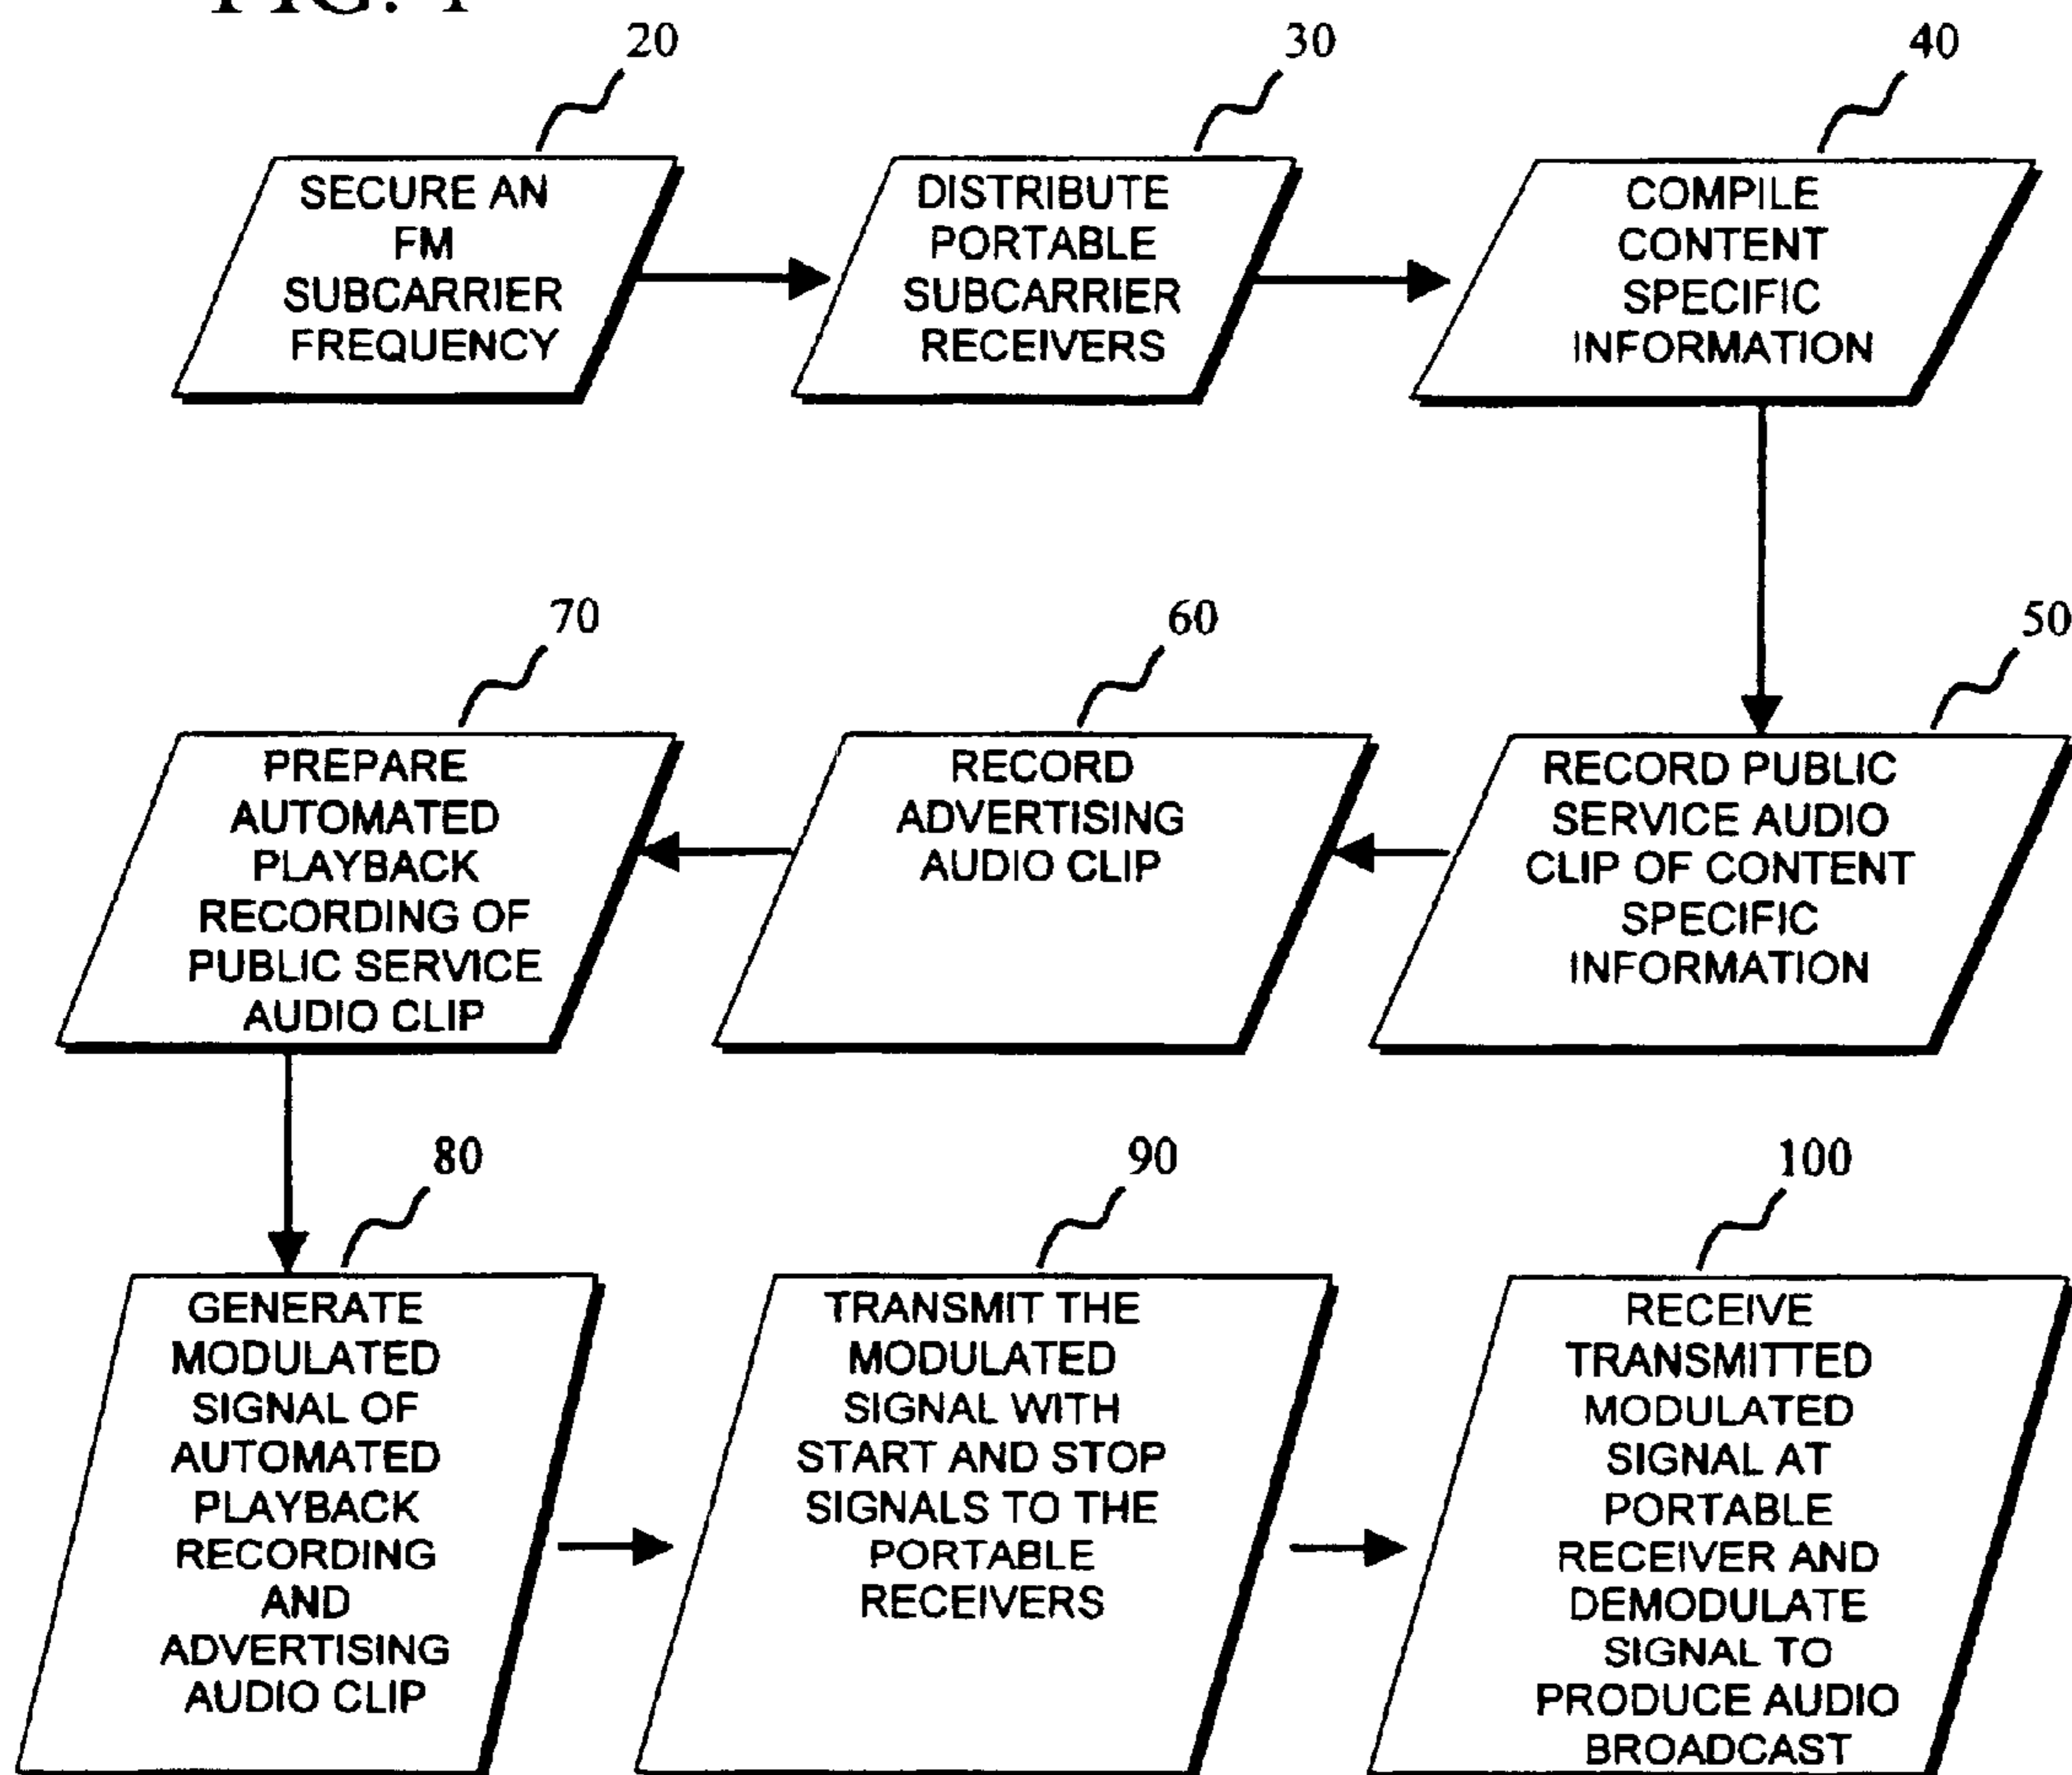 FIG. 1
20
30
40
SECURE AN
FM
SUBCARRIER
FREQUENCY
DISTRIBUTE
PORTABLE
SUBCARRIER
RECEIVERS
COMPILE
CONTENT
SPECIFIC
INFORMATION
50
RECORD PUBLIC
SERVICE AUDIO
CLIP OF CONTENT
SPECIFIC
INFORMATION
60
RECORD
ADVERTISING
AUDIO CLIP
70
PREPARE
AUTOMATED
PLAYBACK
RECORDING OF
PUBLIC SERVICE
AUDIO CLIP
80
GENERATE
MODULATED
SIGNAL OF
AUTOMATED
PLAYBACK
RECORDING
AND
ADVERTISING
AUDIO CLIP
90
TRANSMIT THE
MODULATED
SIGNAL WITH
START AND STOP
SIGNALS TO THE
PORTABLE
RECEIVERS
100
RECEIVE
TRANSMITTED
MODULATED
SIGNAL AT
PORTABLE
RECEIVER AND
DEMODULATE
SIGNAL TO
PRODUCE AUDIO
BROADCAST